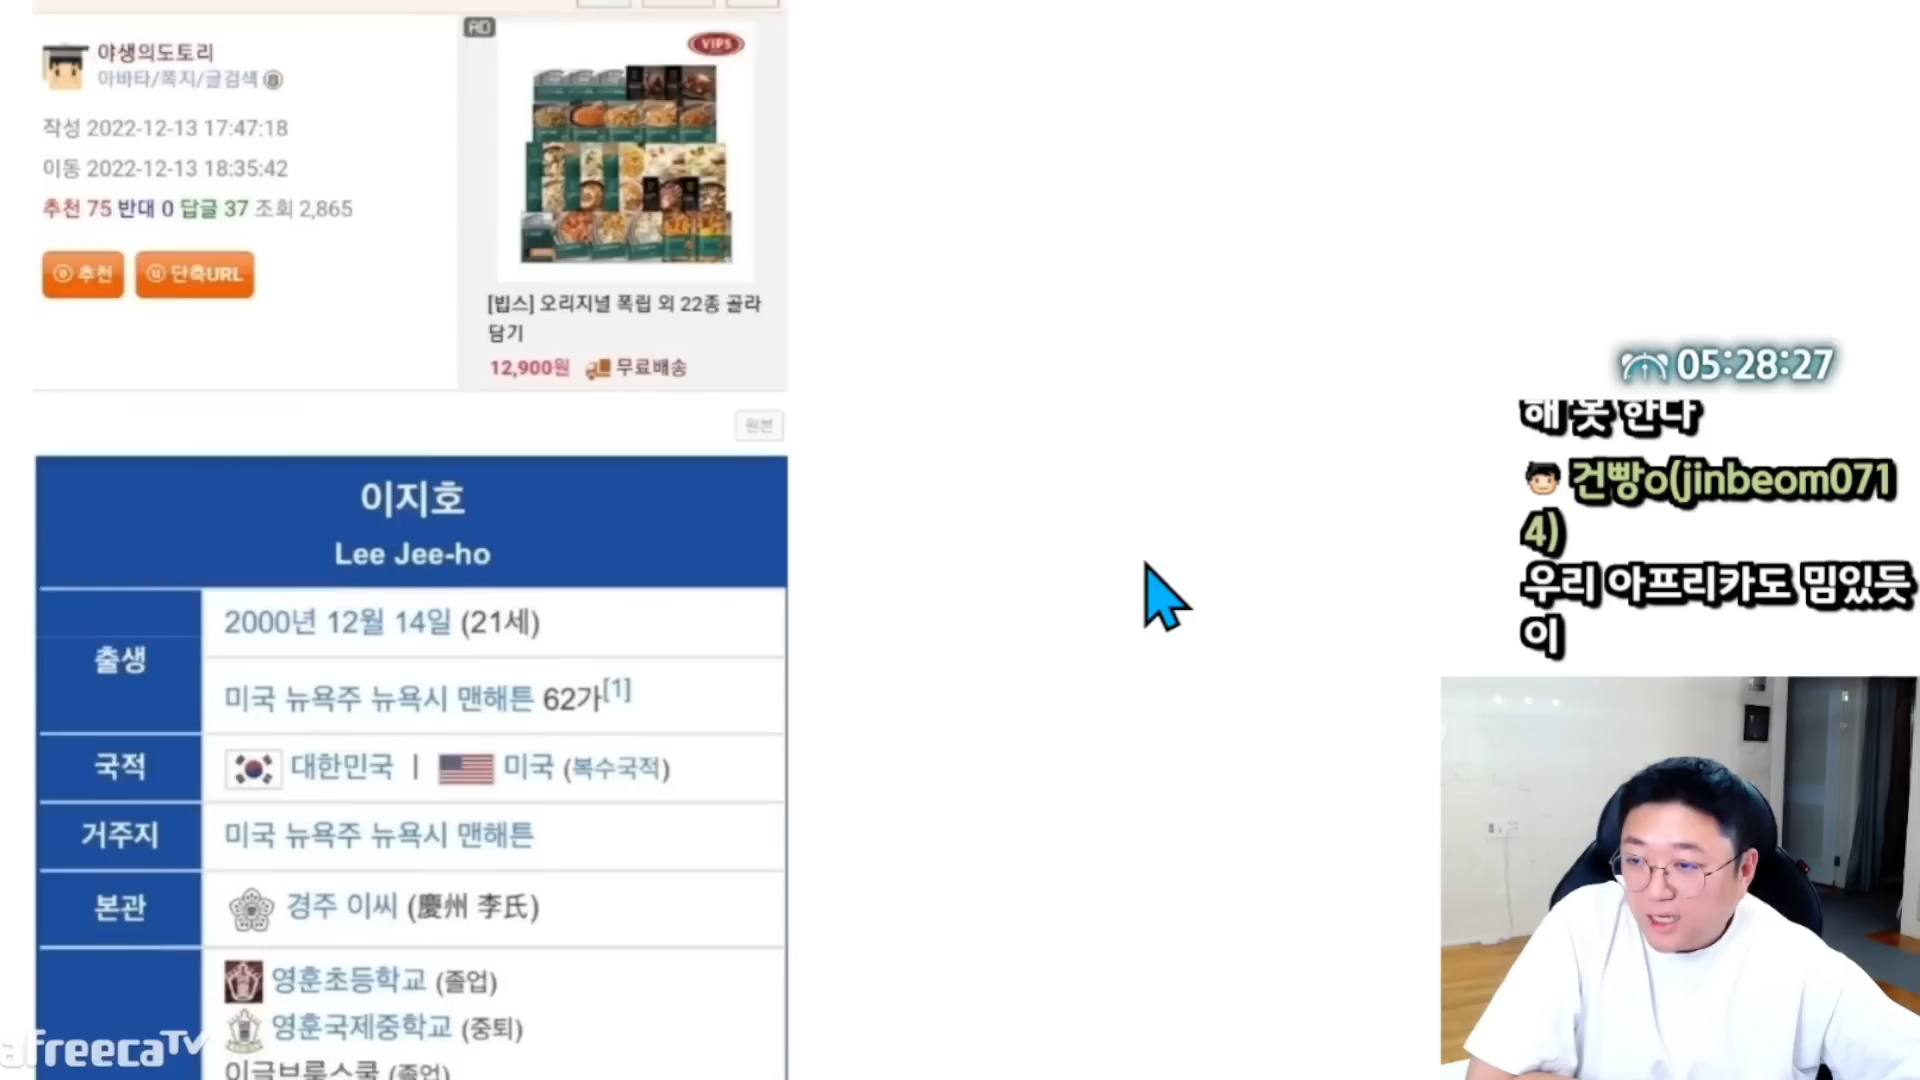 야생의도토리
아바타/쪽지/글검색
작성 2022-12-13 17:47:18
이동 2022-12-13 18:35:42
추천 75 반대 0 답글 37 조회 2,865
추천
단축URL
AD
VIPS
[빕스] 오리지널 폭립 외 22종 골라
담기
12,900원 무료배송
원본
이지호
Lee Jee-ho
출생
2000년 12월 14일 (21세)
미국 뉴욕주 뉴욕시 맨해튼 62가[1]
국적
대한민국 | 미국 (복수국적)
거주지
미국 뉴욕주 뉴욕시 맨해튼
본관
경주 이씨 (慶州 李氏)
영훈초등학교 (졸업)
영훈국제중학교 (중퇴)
이글브룩스쿨 (졸업)
afreecaTV
05:28:27
해 못 한다
건빵o(jinbeom071
4)
우리 아프리카도 밈있듯
이